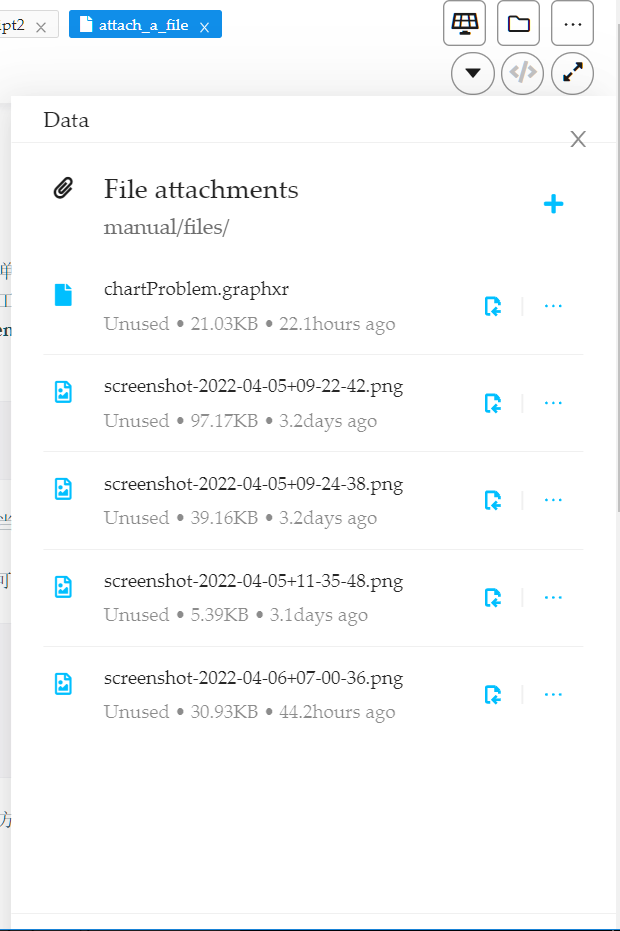 pt2
attach_a_file
Data
File attachments
manual/files/
chartProblem.graphxr
Unused • 21.03KB • 22.1hours ago
screenshot-2022-04-05+09-22-42.png
Unused • 97.17KB • 3.2days ago
screenshot-2022-04-05+09-24-38.png
Unused • 39.16KB • 3.2days ago
screenshot-2022-04-05+11-35-48.png
Unused • 5.39KB • 3.1days ago
screenshot-2022-04-06+07-00-36.png
Unused • 30.93KB • 44.2hours ago